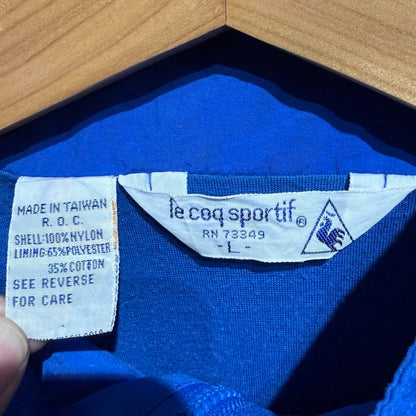 MADE IN TAIWAN
R. O. C.
SHELL:100%NYLON
LINING:65%POLYESTER
35%COTTON
SEE REVERSE
FOR CARE
le coq sportif®
RN 73349
- L -